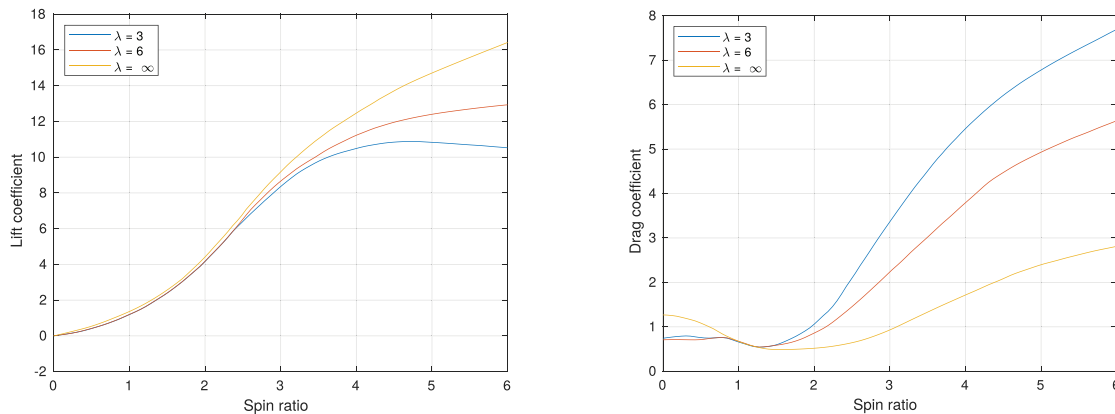 18
16
14
12
10
8
6
4
2
0
-2
Lift coefficient
λ = 3
λ = 6
λ = ∞
0 1 2 3 4 5 6
Spin ratio
8
7
6
5
4
3
2
1
0
Drag coefficient
λ = 3
λ = 6
λ = ∞
0 1 2 3 4 5 6
Spin ratio